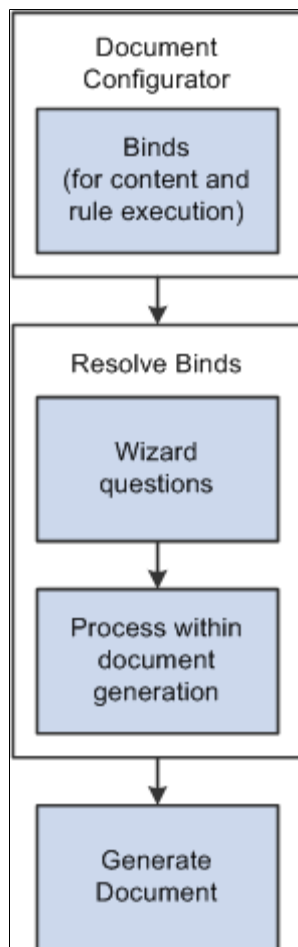 Document
Configurator
Binds
(for content and
rule execution)
Resolve Binds
Wizard
questions
Process within
document
generation
Generate
Document